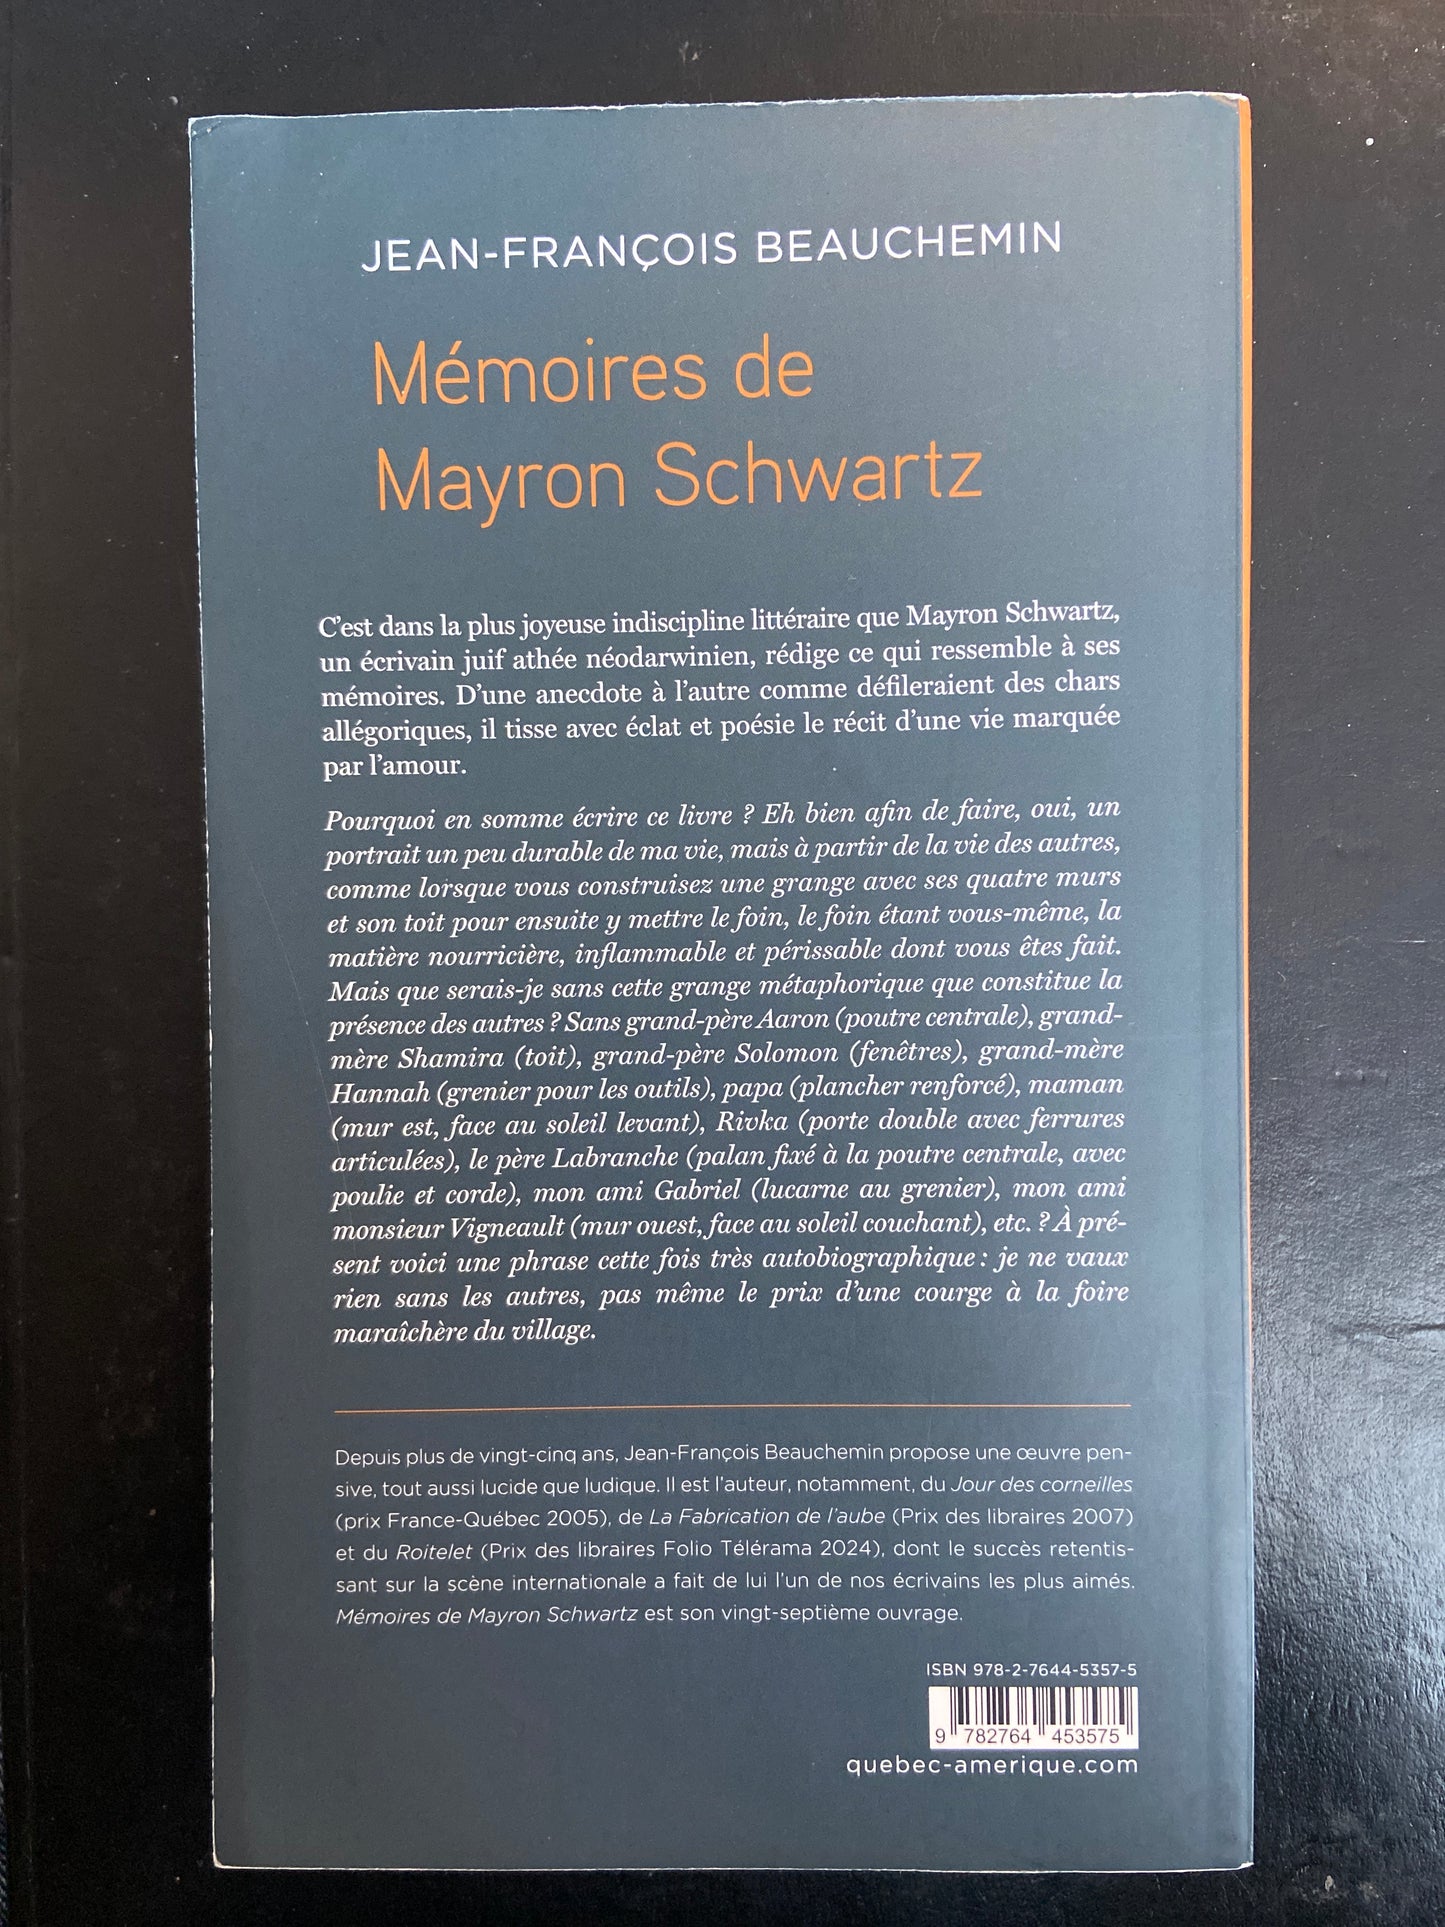 JEAN-FRANÇOIS BEAUCHEMIN
Mémoires de
Mayron Schwartz
C’est dans la plus joyeuse indiscipline littéraire que Mayron Schwartz,
un écrivain juif athée néodarwinien, rédige ce qui ressemble à ses
mémoires. D’une anecdote à l’autre comme défileraient des chars
allégoriques, il tisse avec éclat et poésie le récit d’une vie marquée
par l’amour.
Pourquoi en somme écrire ce livre ? Eh bien afin de faire, oui, un
portrait un peu durable de ma vie, mais à partir de la vie des autres,
comme lorsque vous construisez une grange avec ses quatre murs
et son toit pour ensuite y mettre le foin, le foin étant vous-même, la
matière nourricière, inflammable et périssable dont vous êtes fait.
Mais que serais-je sans cette grange métaphorique que constitue la
présence des autres ? Sans grand-père Aaron (poutre centrale), grand-
mère Shamira (toit), grand-père Solomon (fenêtres), grand-mère
Hannah (grenier pour les outils), papa (plancher renforcé), maman
(mur est, face au soleil levant), Rivka (porte double avec ferrures
articulées), le père Labranche (palan fixé à la poutre centrale, avec
poulie et corde), mon ami Gabriel (lucarne au grenier), mon ami
monsieur Vigneault (mur ouest, face au soleil couchant), etc. ? À pré-
sent voici une phrase cette fois très autobiographique : je ne vaux
rien sans les autres, pas même le prix d’une courge à la foire
maraîchère du village.
Depuis plus de vingt-cinq ans, Jean-François Beauchemin propose une œuvre pen-
sive, tout aussi lucide que ludique. Il est l’auteur, notamment, du Jour des corneilles
(prix France-Québec 2005), de La Fabrication de l’aube (Prix des libraires 2007)
et du Roitelet (Prix des libraires Folio Télérama 2024), dont le succès retentis-
sant sur la scène internationale a fait de lui l’un de nos écrivains les plus aimés.
Mémoires de Mayron Schwartz est son vingt-septième ouvrage.
ISBN 978-2-7644-5357-5
9 782764 453575
quebec-amerique.com